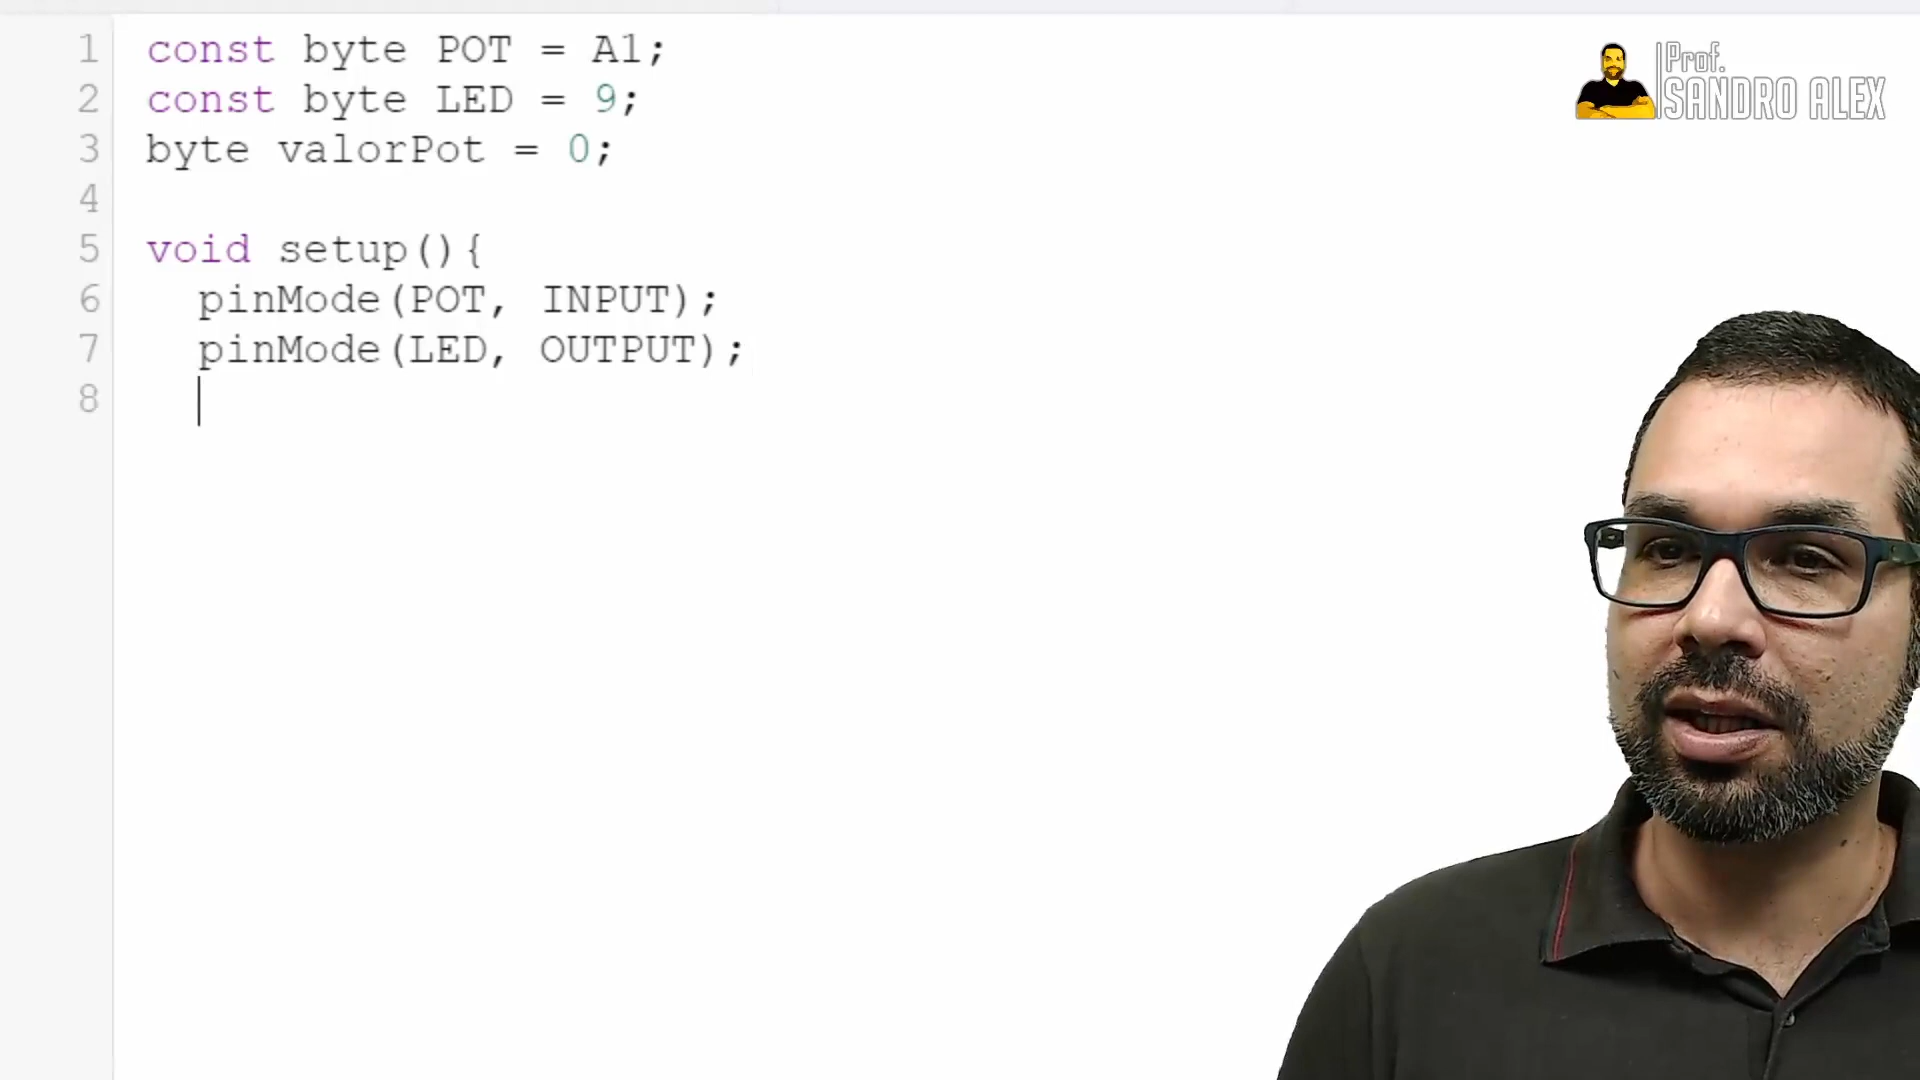 1 const byte POT = A1;
2 const byte LED = 9;
3 byte valorPot = 0;
4
5 void setup(){
6 pinMode(POT, INPUT);
7 pinMode(LED, OUTPUT);
8
Prof.
SANDRO ALEX